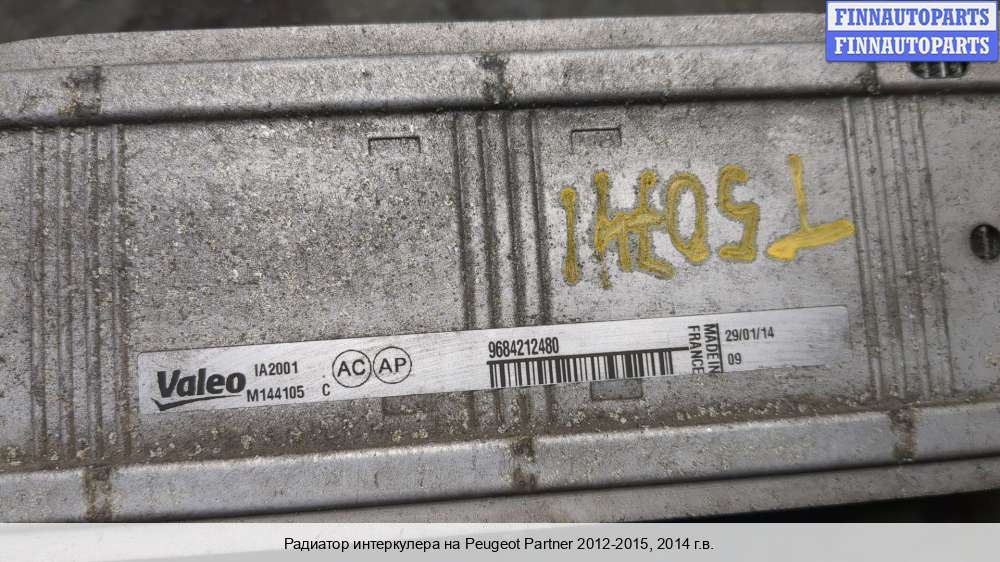 FINNAUTOPARTS
FINNAUTOPARTS
Valeo
IA2001
M144105 C
AC
AP
9684212480
MADE IN
FRANCE
29/01/14
09
Радиатор интеркулера на Peugeot Partner 2012-2015, 2014 г.в.